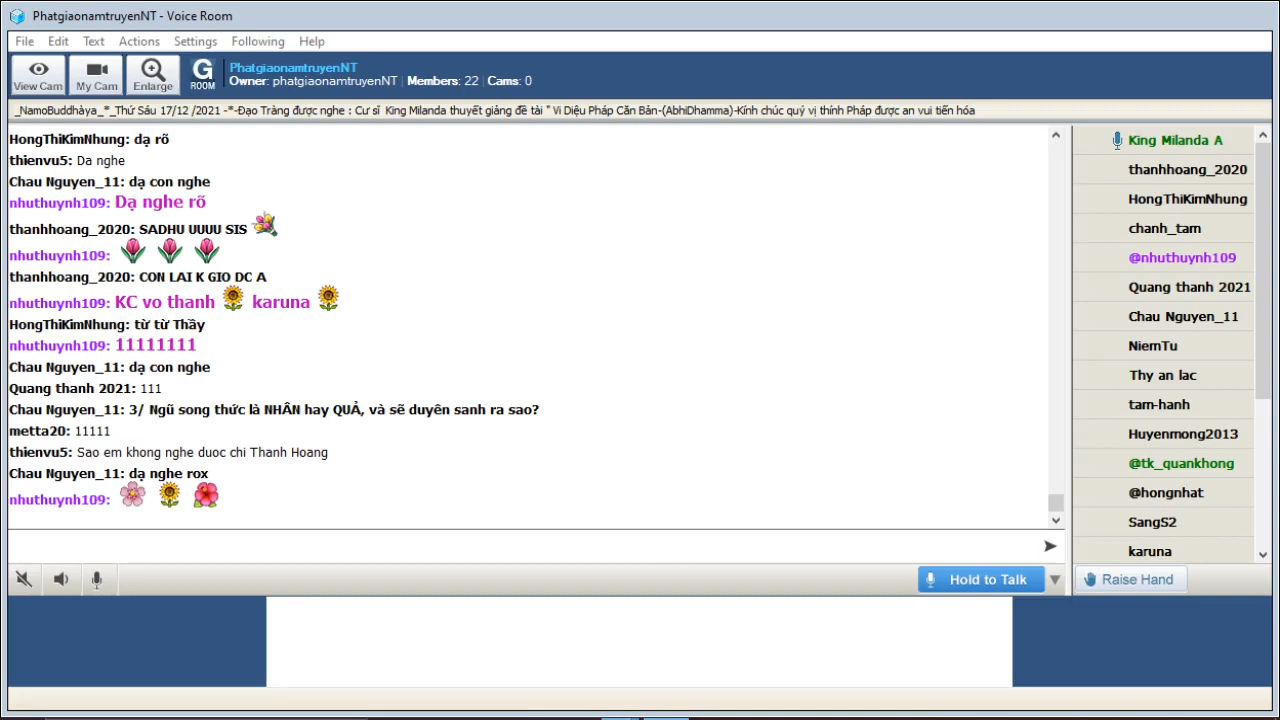 PhatgiaonamtruyenNT - Voice Room
File Edit Text Actions Settings Following Help
View Cam
My Cam
Enlarge
G ROOM
PhatgiaonamtruyenNT
Owner: phatgiaonamtruyenNT | Members: 22 | Cams: 0
_NamoBuddhàya_*_Thứ Sáu 17/12 /2021 -*-Đạo Tràng được nghe : Cư sĩ King Milanda thuyết giảng đề tài " Vi Diệu Pháp Căn Bản-(AbhiDhamma)-Kính chúc quý vị thính Pháp được an vui tiến hóa
HongThiKimNhung: dạ rõ
thienvu5: Da nghe
Chau Nguyen_11: dạ con nghe
nhuthuynh109: Dạ nghe rõ
thanhhoang_2020: SADHU UUUU SIS
nhuthuynh109:
thanhhoang_2020: CON LAI K GIO DC A
nhuthuynh109: KC vo thanh karuna
HongThiKimNhung: từ từ Thầy
nhuthuynh109: 11111111
Chau Nguyen_11: dạ con nghe
Quang thanh 2021: 111
Chau Nguyen_11: 3/ Ngũ song thức là NHÂN hay QUẢ, và sẽ duyên sanh ra sao?
metta20: 11111
thienvu5: Sao em khong nghe duoc chi Thanh Hoang
Chau Nguyen_11: dạ nghe rox
nhuthuynh109:
King Milanda A
thanhhoang_2020
HongThiKimNhung
chanh_tam
@nhuthuynh109
Quang thanh 2021
Chau Nguyen_11
NiemTu
Thy an lac
tam-hanh
Huyenmong2013
@tk_quankhong
@hongnhat
SangS2
karuna
Hold to Talk
Raise Hand